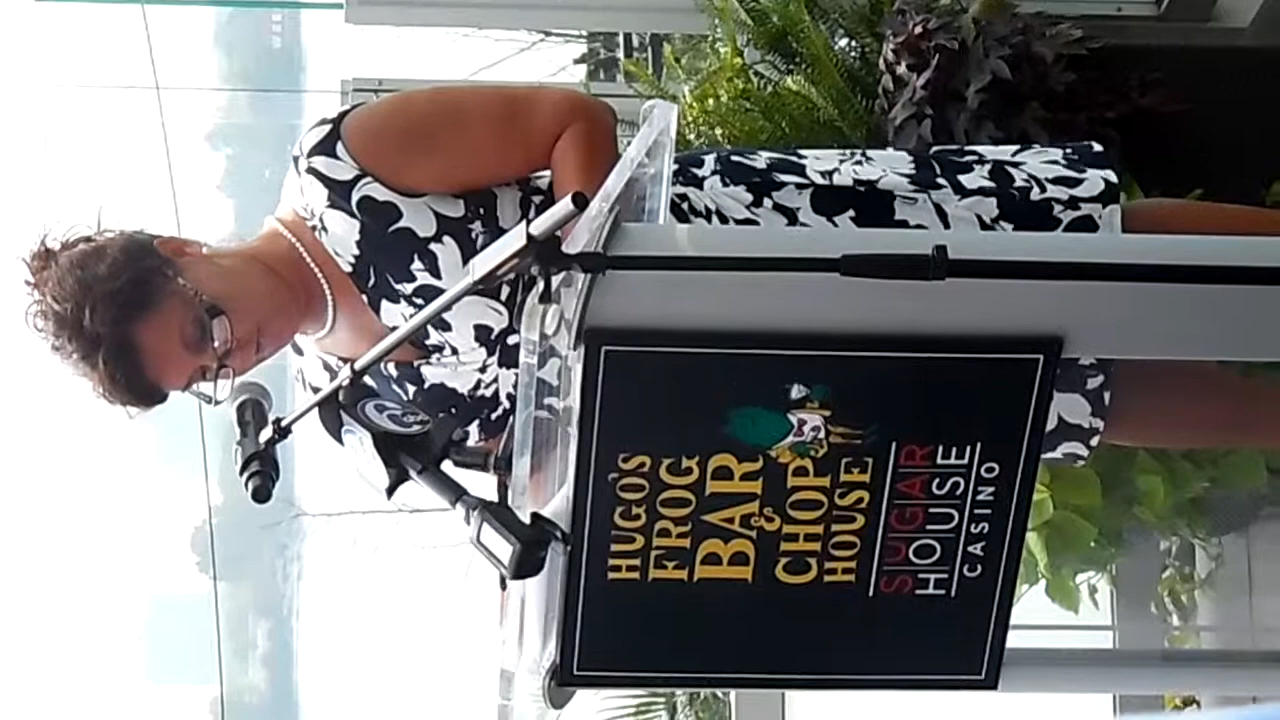 HUGO'S
FROG
BAR
&
CHOP
HOUSE
SUGAR
HOUSE
CASINO